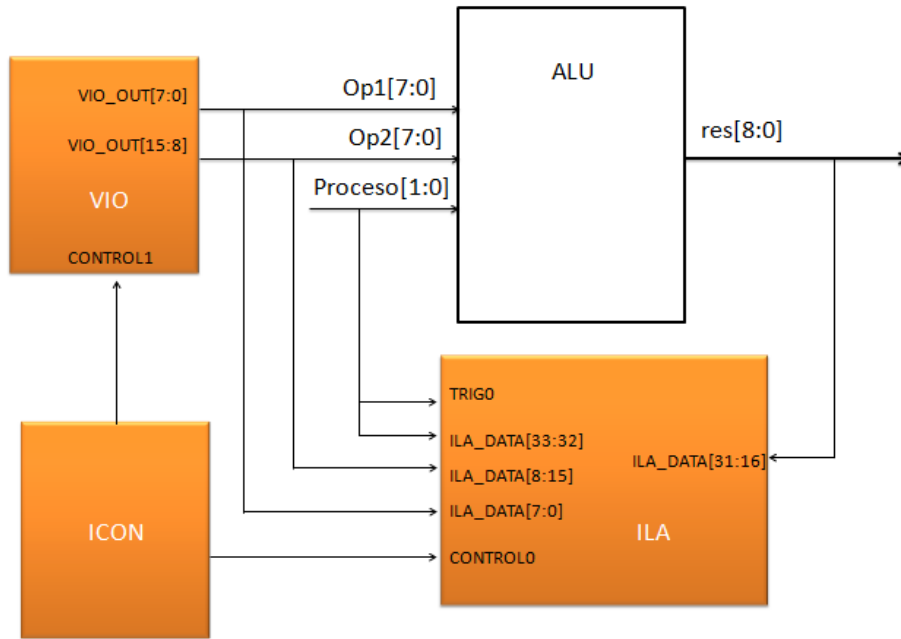 VIO_OUT[7:0]
VIO_OUT[15:8]
VIO
CONTROL1
Op1[7:0]
Op2[7:0]
Proceso[1:0]
ALU
res[8:0]
ICON
TRIG0
ILA_DATA[33:32]
ILA_DATA[8:15]
ILA_DATA[7:0]
CONTROL0
ILA_DATA[31:16]
ILA